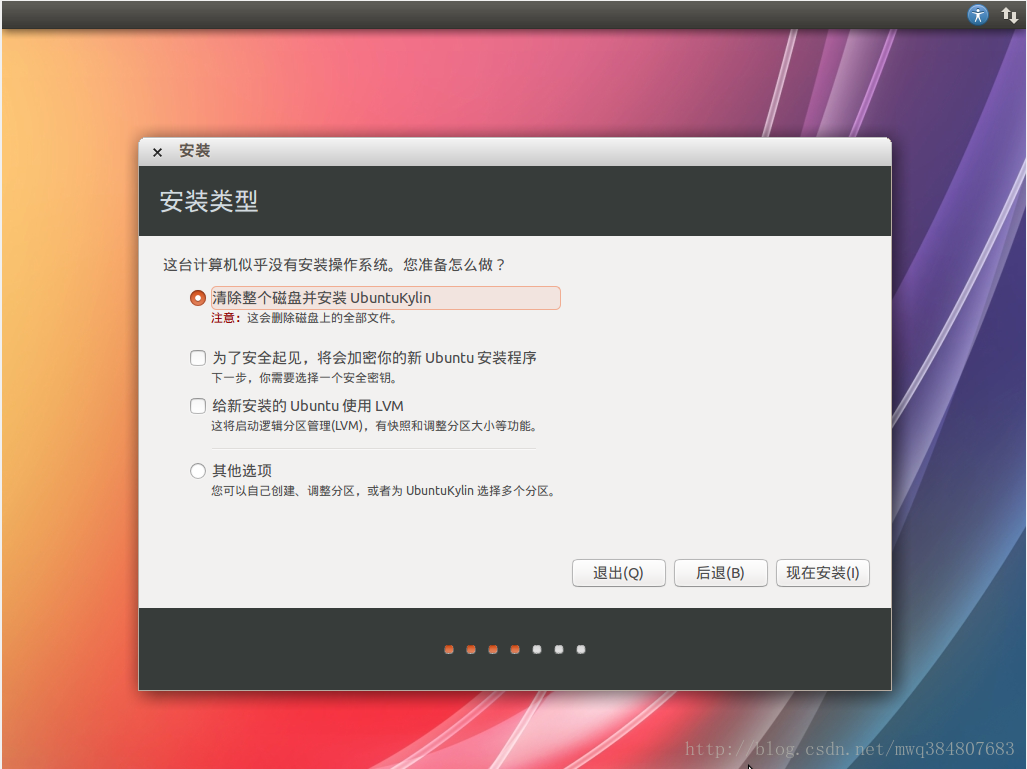 安装
安装类型
这台计算机似乎没有安装操作系统。您准备怎么做？
清除整个磁盘并安装 UbuntuKylin
注意：这会删除磁盘上的全部文件。
为了安全起见，将会加密你的新 Ubuntu 安装程序
下一步，你需要选择一个安全密钥。
给新安装的 Ubuntu 使用 LVM
这将启动逻辑分区管理(LVM)，有快照和调整分区大小等功能。
其他选项
您可以自己创建、调整分区，或者为 UbuntuKylin 选择多个分区。
退出(Q) 后退(B) 现在安装(I)
http://blog.csdn.net/mwq384807683